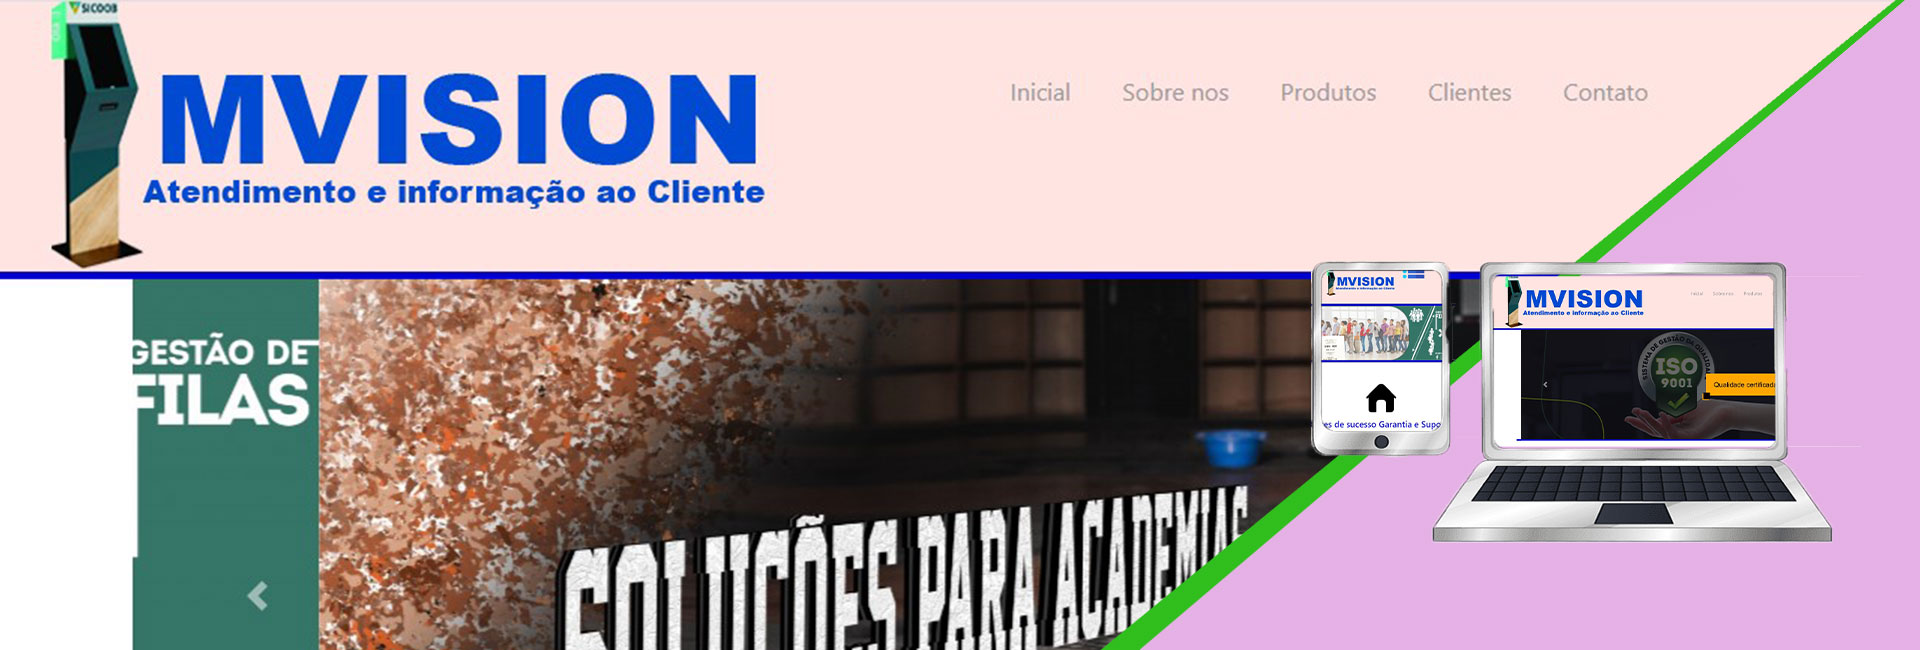 SICOOB
MVISION
Atendimento e informação ao Cliente
Inicial Sobre nos Produtos Clientes Contato
GESTÃO DE
FILAS
SOLUÇÕES PARA ACADEMIAS
MVISION
Atendimento e informação ao Cliente
es de sucesso Garantia e Supo
MVISION
Atendimento e informação ao Cliente
Inicial Sobre nos Produtos
SISTEMA DE GESTÃO DA QUALIDA
ISO
9001
Qualidade certificada